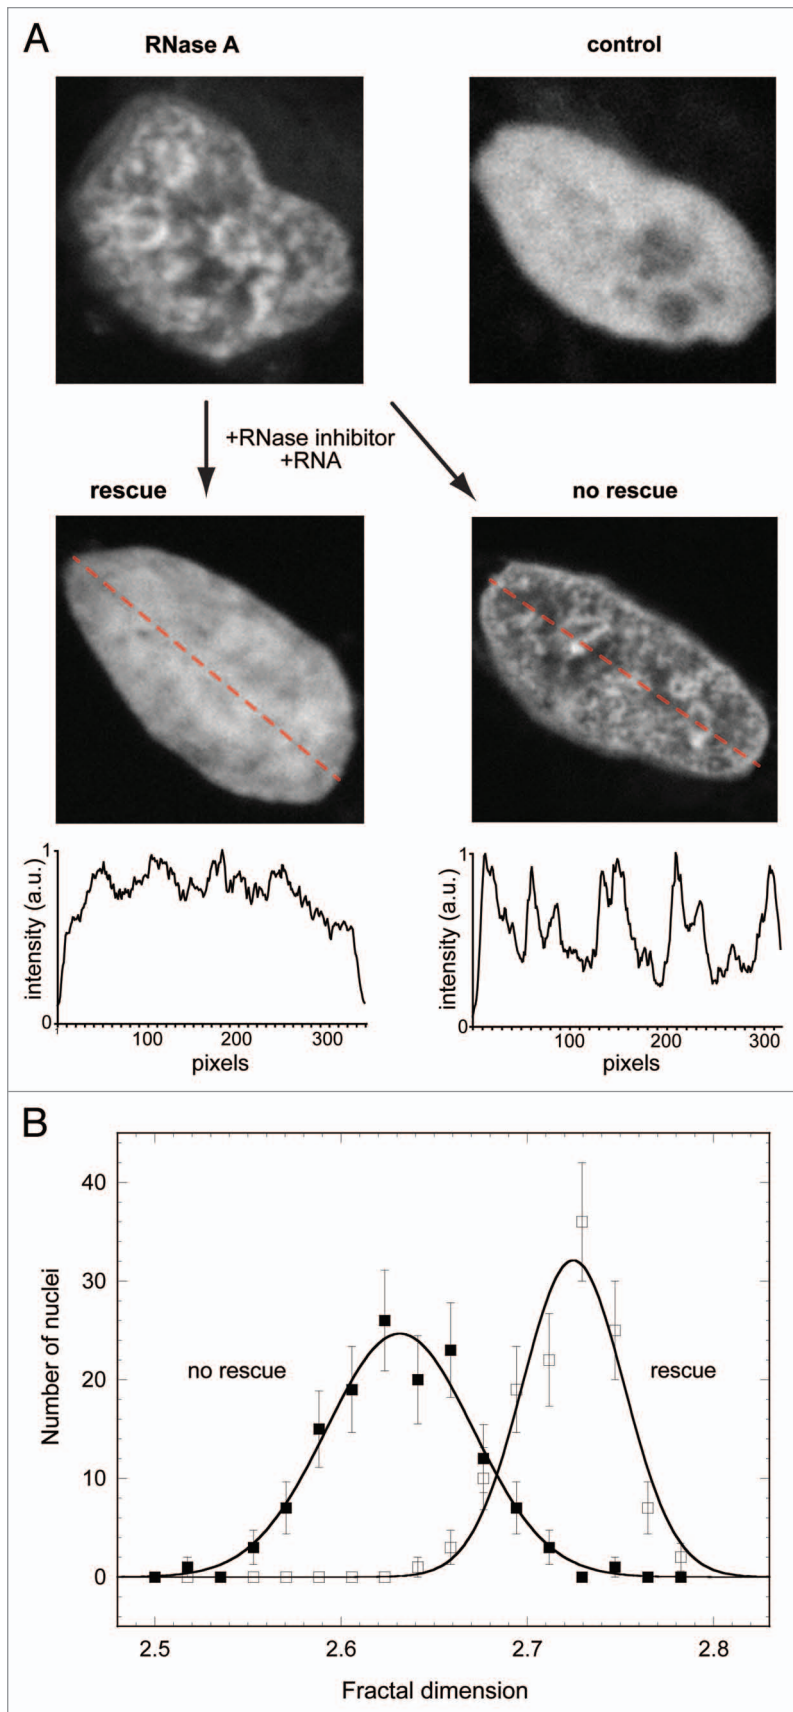 A
RNase A
control
+RNase inhibitor
+RNA
rescue
no rescue
1
intensity (a.u.)
0
100
200
300
pixels
1
intensity (a.u.)
0
100
200
300
pixels
B
40
30
20
10
0
Number of nuclei
no rescue
rescue
2.5
2.6
2.7
2.8
Fractal dimension